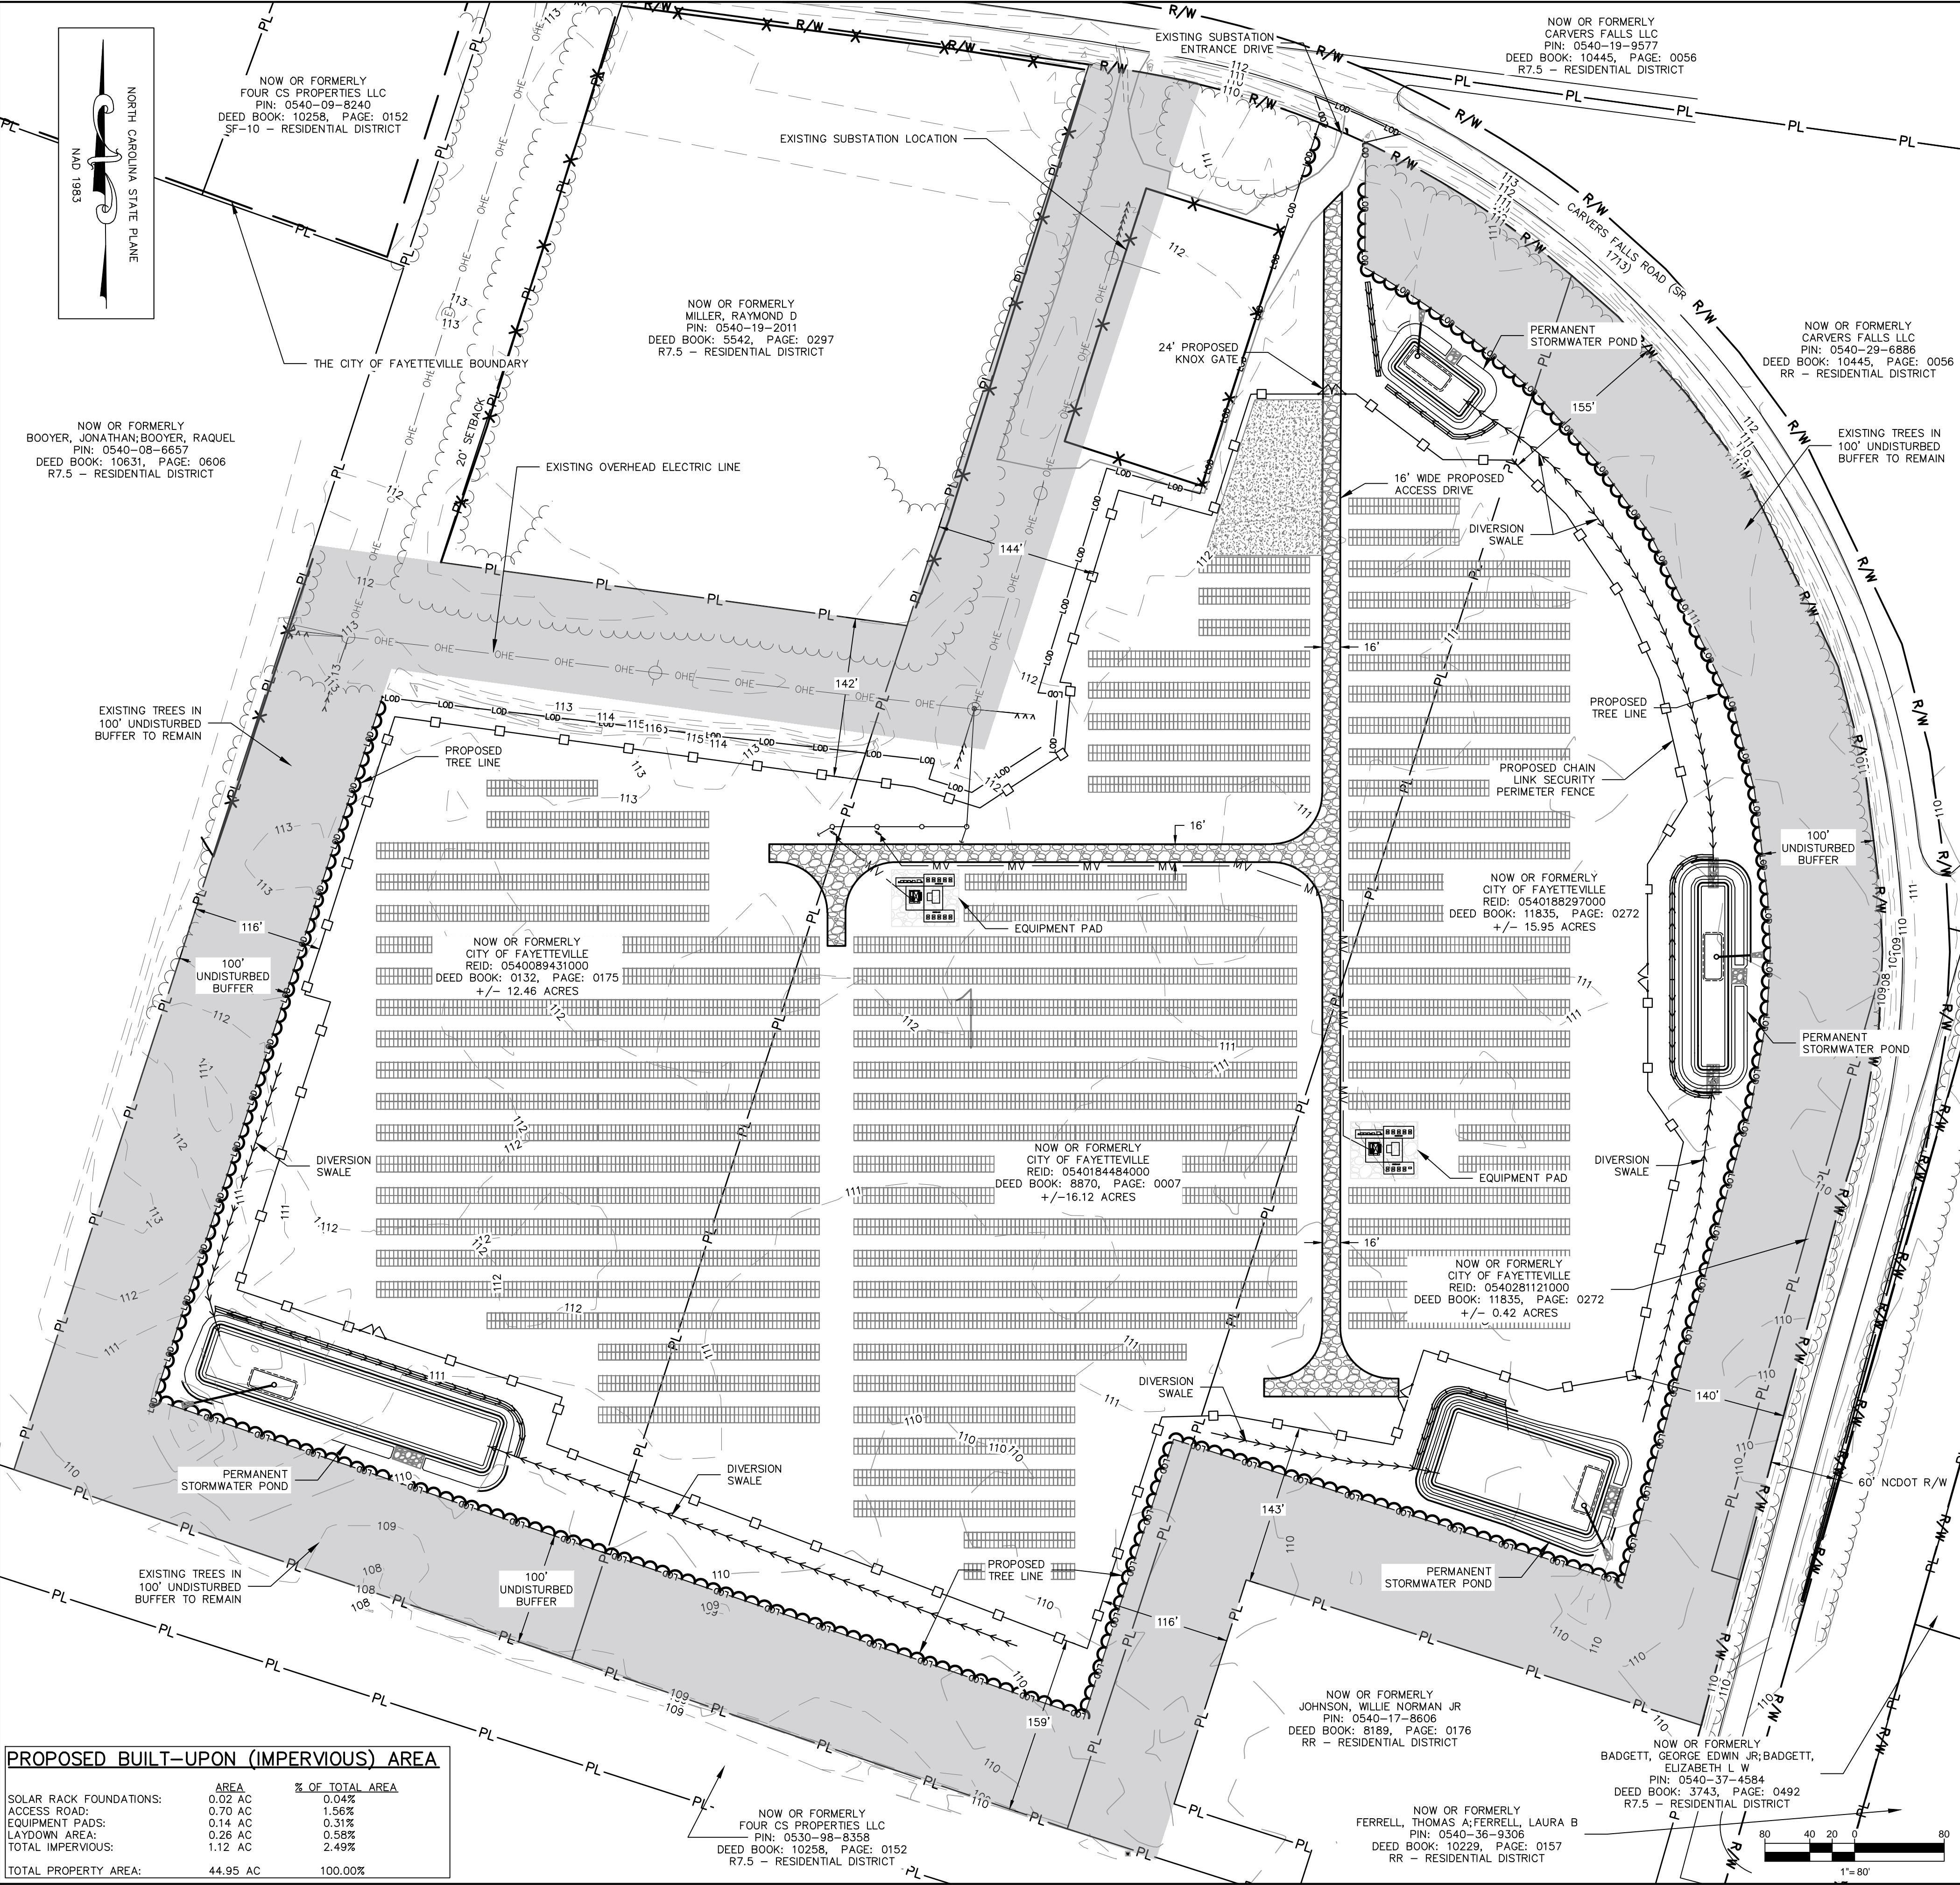 NORTH CAROLINA STATE PLANE
NAD 1983
NOW OR FORMERLY
FOUR CS PROPERTIES LLC
PIN: 0540-09-8240
DEED BOOK: 10258, PAGE: 0152
SF-10 - RESIDENTIAL DISTRICT
EXISTING SUBSTATION
ENTRANCE DRIVE
NOW OR FORMERLY
CARVERS FALLS LLC
PIN: 0540-19-9577
DEED BOOK: 10445, PAGE: 0056
R7.5 - RESIDENTIAL DISTRICT
EXISTING SUBSTATION LOCATION
CARVERS FALLS ROAD (SR
1713)
NOW OR FORMERLY
MILLER, RAYMOND D
PIN: 0540-19-2011
DEED BOOK: 5542, PAGE: 0297
R7.5 - RESIDENTIAL DISTRICT
24' PROPOSED
KNOX GATE
PERMANENT
STORMWATER POND
NOW OR FORMERLY
CARVERS FALLS LLC
PIN: 0540-29-6886
DEED BOOK: 10445, PAGE: 0056
RR - RESIDENTIAL DISTRICT
THE CITY OF FAYETTEVILLE BOUNDARY
155'
NOW OR FORMERLY
BOOYER, JONATHAN;BOOYER, RAQUEL
PIN: 0540-08-6657
DEED BOOK: 10631, PAGE: 0606
R7.5 - RESIDENTIAL DISTRICT
20' SETBACK
EXISTING OVERHEAD ELECTRIC LINE
EXISTING TREES IN
100' UNDISTURBED
BUFFER TO REMAIN
16' WIDE PROPOSED
ACCESS DRIVE
DIVERSION
SWALE
144'
16'
142'
EXISTING TREES IN
100' UNDISTURBED
BUFFER TO REMAIN
PROPOSED
TREE LINE
PROPOSED
TREE LINE
PROPOSED CHAIN
LINK SECURITY
PERIMETER FENCE
16'
100'
UNDISTURBED
BUFFER
NOW OR FORMERLY
CITY OF FAYETTEVILLE
REID: 0540188297000
DEED BOOK: 11835, PAGE: 0272
+/- 15.95 ACRES
EQUIPMENT PAD
116'
NOW OR FORMERLY
CITY OF FAYETTEVILLE
REID: 0540089431000
DEED BOOK: 0132, PAGE: 0175
+/- 12.46 ACRES
100'
UNDISTURBED
BUFFER
1
PERMANENT
STORMWATER POND
DIVERSION
SWALE
NOW OR FORMERLY
CITY OF FAYETTEVILLE
REID: 0540184484000
DEED BOOK: 8870, PAGE: 0007
+/-16.12 ACRES
DIVERSION
SWALE
EQUIPMENT PAD
16'
NOW OR FORMERLY
CITY OF FAYETTEVILLE
REID: 0540281121000
DEED BOOK: 11835, PAGE: 0272
+/- 0.42 ACRES
DIVERSION
SWALE
140'
PERMANENT
STORMWATER POND
DIVERSION
SWALE
60' NCDOT R/W
143'
EXISTING TREES IN
100' UNDISTURBED
BUFFER TO REMAIN
100'
UNDISTURBED
BUFFER
PROPOSED
TREE LINE
PERMANENT
STORMWATER POND
116'
159'
NOW OR FORMERLY
JOHNSON, WILLIE NORMAN JR
PIN: 0540-17-8606
DEED BOOK: 8189, PAGE: 0176
RR - RESIDENTIAL DISTRICT
NOW OR FORMERLY
BADGETT, GEORGE EDWIN JR;BADGETT,
ELIZABETH L W
PIN: 0540-37-4584
DEED BOOK: 3743, PAGE: 0492
R7.5 - RESIDENTIAL DISTRICT
NOW OR FORMERLY
FOUR CS PROPERTIES LLC
PIN: 0530-98-8358
DEED BOOK: 10258, PAGE: 0152
R7.5 - RESIDENTIAL DISTRICT
NOW OR FORMERLY
FERRELL, THOMAS A;FERRELL, LAURA B
PIN: 0540-36-9306
DEED BOOK: 10229, PAGE: 0157
RR - RESIDENTIAL DISTRICT
PROPOSED BUILT-UPON (IMPERVIOUS) AREA
AREA % OF TOTAL AREA
SOLAR RACK FOUNDATIONS: 0.02 AC 0.04%
ACCESS ROAD: 0.70 AC 1.56%
EQUIPMENT PADS: 0.14 AC 0.31%
LAYDOWN AREA: 0.26 AC 0.58%
TOTAL IMPERVIOUS: 1.12 AC 2.49%
TOTAL PROPERTY AREA: 44.95 AC 100.00%
80 40 20 0 80
1"= 80'